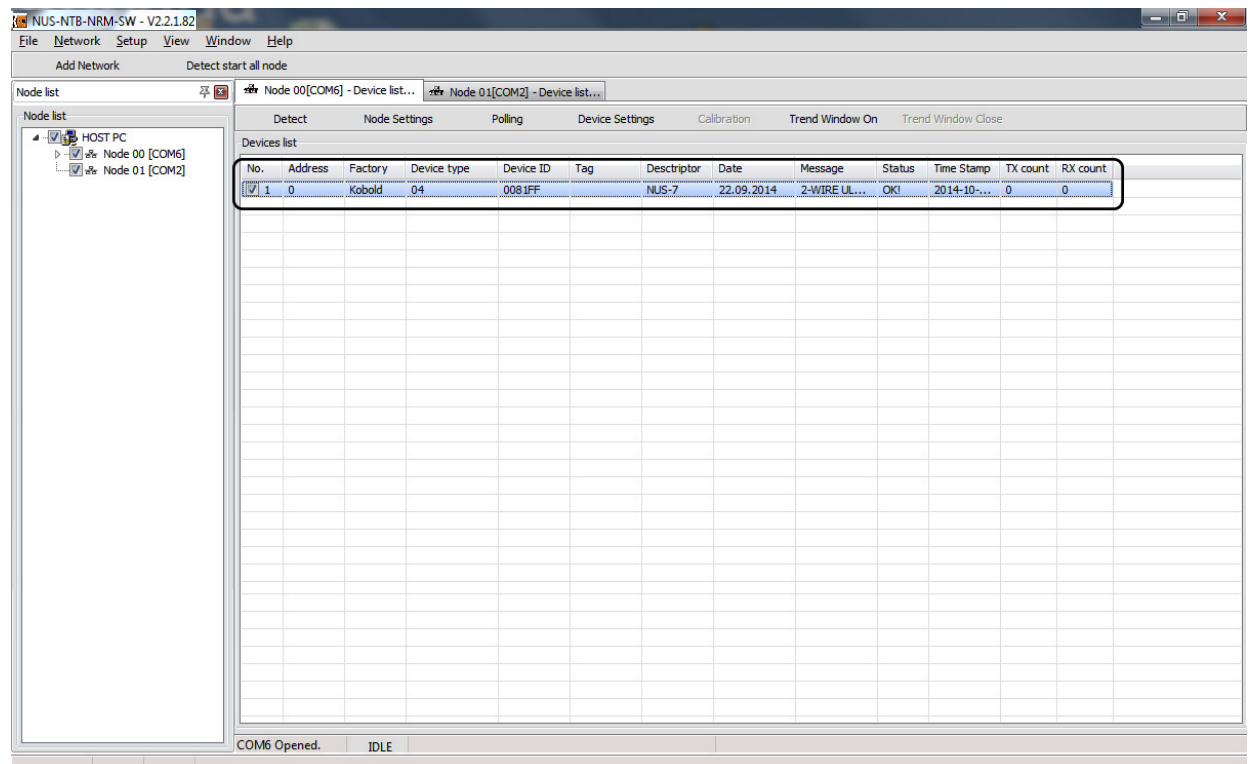 NUS-NTB-NRM-SW - V2.2.1.82
File Network Setup View Window Help
Add Network Detect start all node
Node list
Node 00[COM6] - Device list... Node 01[COM2] - Device list...
Node list
HOST PC
Node 00 [COM6]
Node 01 [COM2]
Detect Node Settings Polling Device Settings Calibration Trend Window On Trend Window Close
Devices list
No. Address Factory Device type Device ID Tag Desctriptor Date Message Status Time Stamp TX count RX count
1 0 Kobold 04 0081FF NUS-7 22.09.2014 2-WIRE UL... OK! 2014-10-... 0 0
COM6 Opened. IDLE